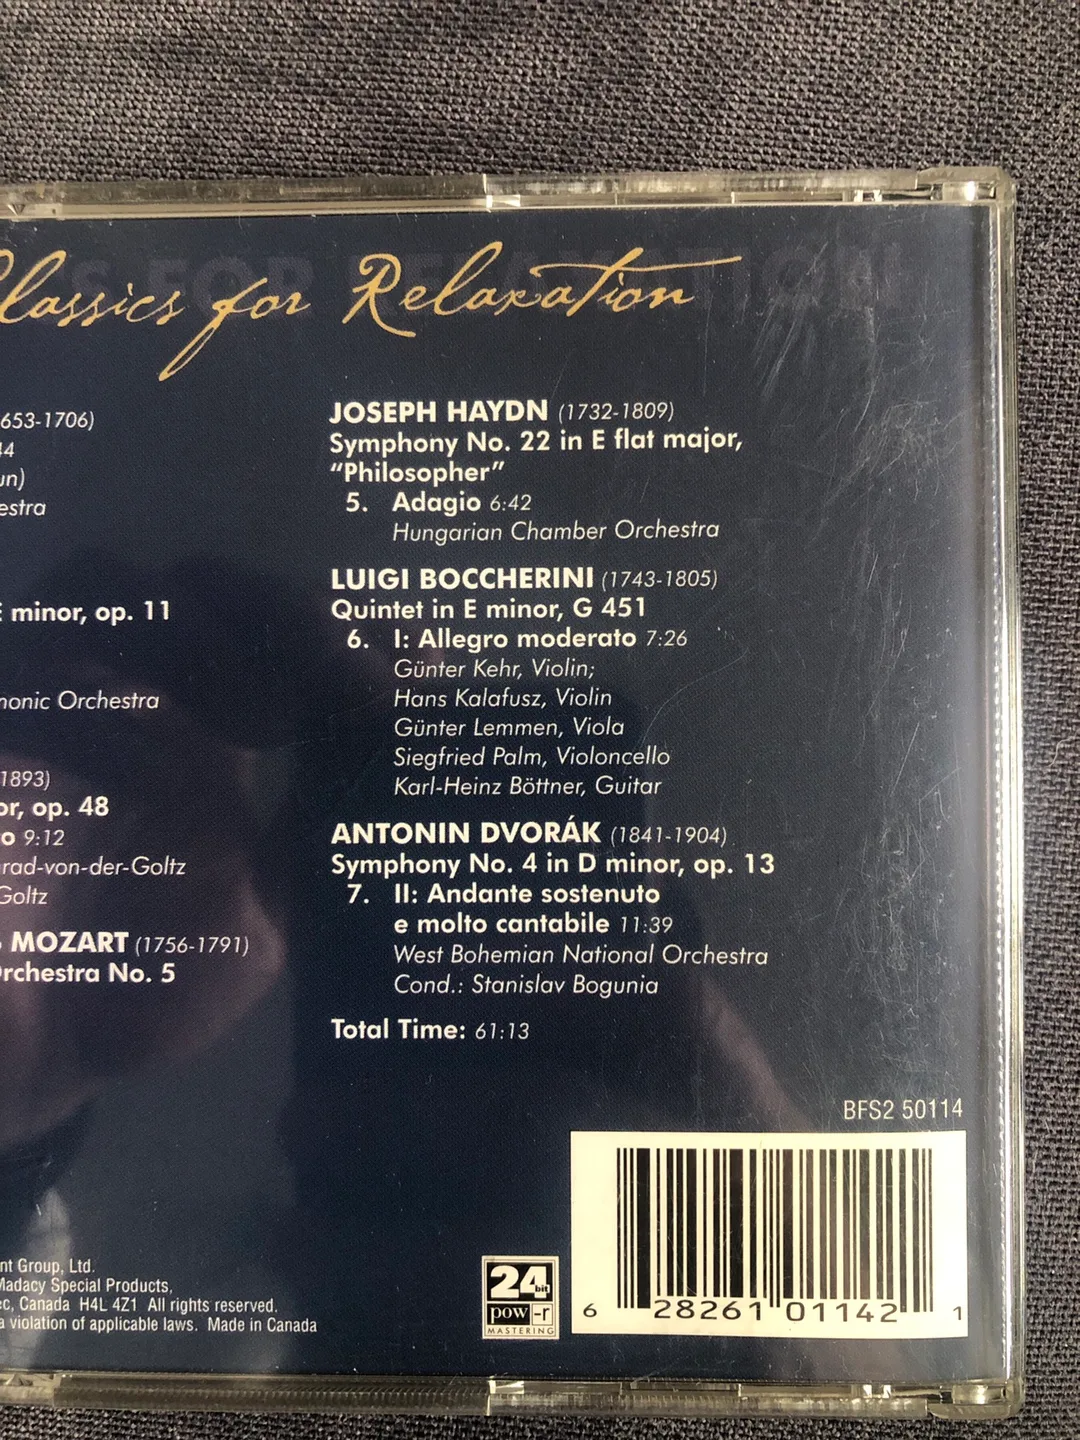 Classics for Relaxation
653-1706)
44
un)
estra
E minor, op. 11
monic Orchestra
1893)
or, op. 48
o 9:12
rad-von-der-Goltz
Goltz
MOZART (1756-1791)
Orchestra No. 5
JOSEPH HAYDN (1732-1809)
Symphony No. 22 in E flat major,
“Philosopher”
5. Adagio 6:42
Hungarian Chamber Orchestra
LUIGI BOCCHERINI (1743-1805)
Quintet in E minor, G 451
6. I: Allegro moderato 7:26
Günter Kehr, Violin;
Hans Kalafusz, Violin
Günter Lemmen, Viola
Siegfried Palm, Violoncello
Karl-Heinz Böttner, Guitar
ANTONIN DVORÁK (1841-1904)
Symphony No. 4 in D minor, op. 13
7. II: Andante sostenuto
e molto cantabile 11:39
West Bohemian National Orchestra
Cond.: Stanislav Bogunia
Total Time: 61:13
BFS2 50114
nt Group, Ltd.
Madacy Special Products,
ec, Canada H4L 4Z1 All rights reserved.
a violation of applicable laws. Made in Canada
24 bit
pow-r
MASTERING
6 28261 01142 1